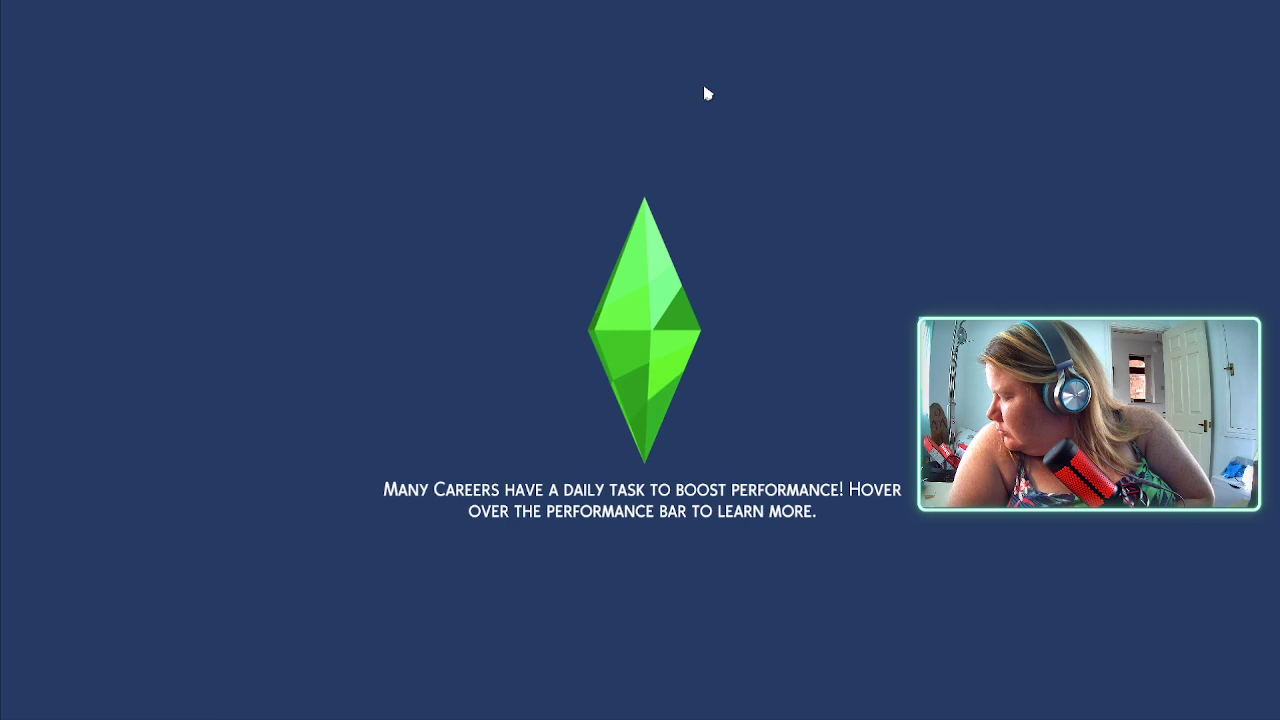 Many Careers have a daily task to boost performance! Hover
over the performance bar to learn more.